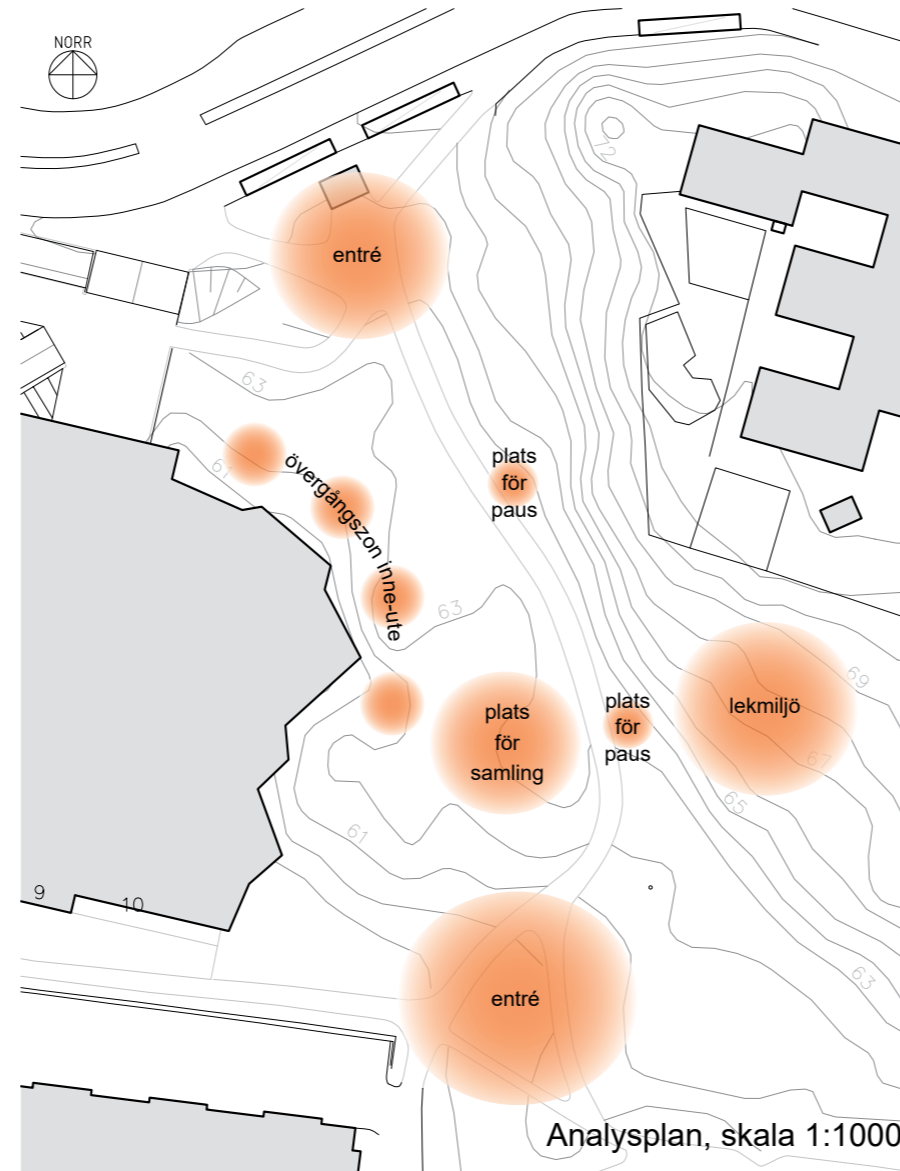 NORR
72
entré
63
61
övergångszon inne-ute
plats
för
paus
63
plats
för
samling
plats
för
paus
lekmiljö
69
67
65
61
9
10
63
entré
Analysplan, skala 1:1000